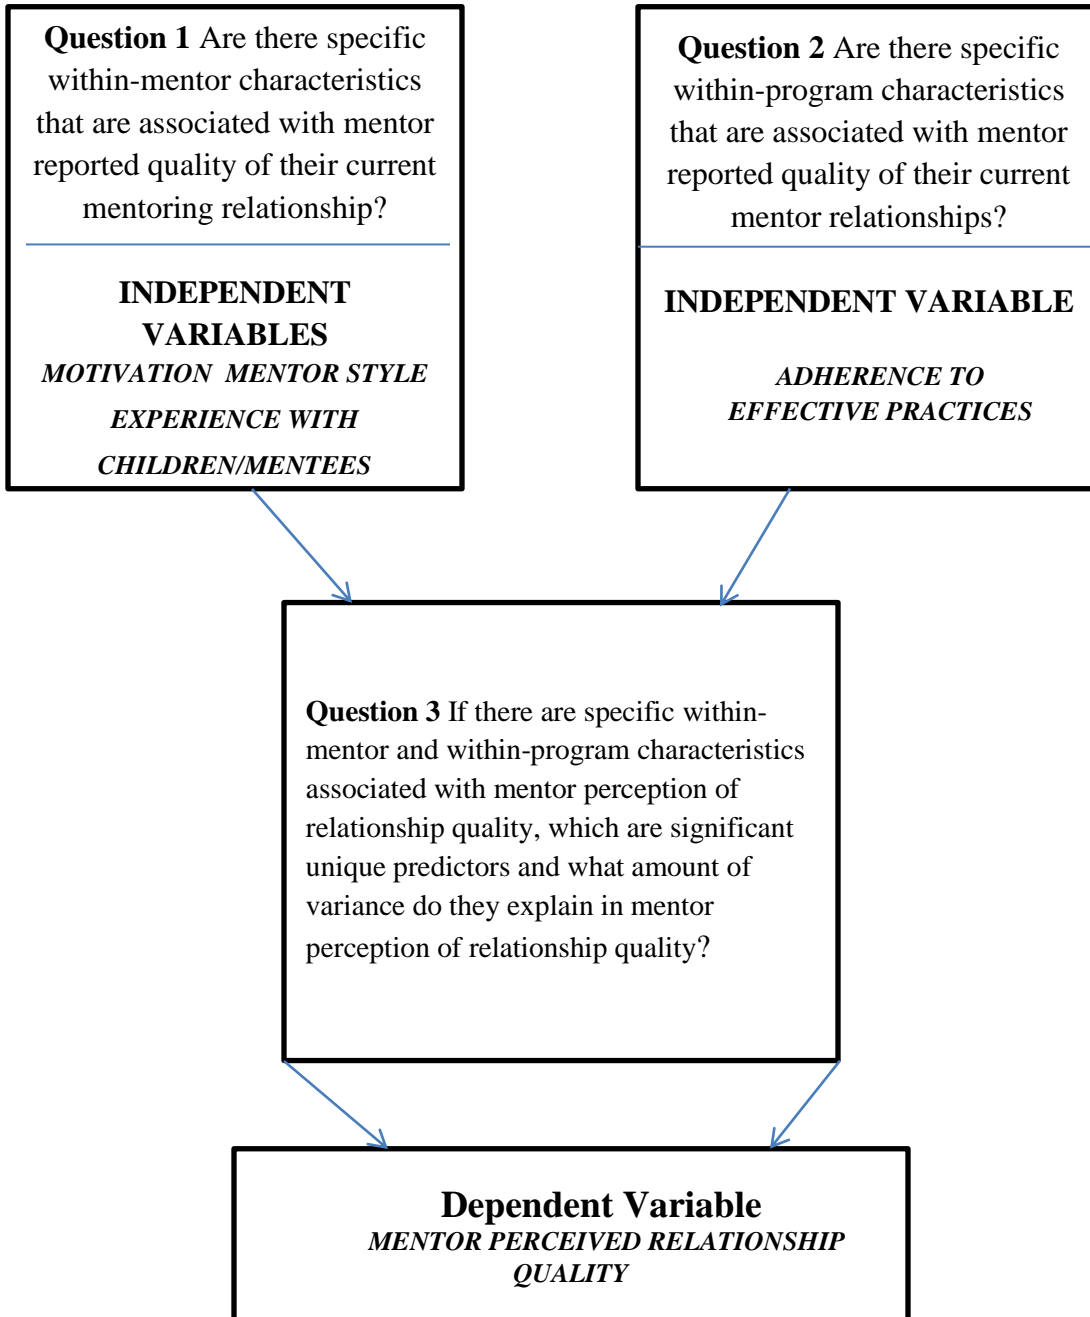 Question 1 Are there specific
within-mentor characteristics
that are associated with mentor
reported quality of their current
mentoring relationship?
INDEPENDENT
VARIABLES
MOTIVATION MENTOR STYLE
EXPERIENCE WITH
CHILDREN/MENTEES
Question 2 Are there specific
within-program characteristics
that are associated with mentor
reported quality of their current
mentor relationships?
INDEPENDENT VARIABLE
ADHERENCE TO
EFFECTIVE PRACTICES
Question 3 If there are specific within-
mentor and within-program characteristics
associated with mentor perception of
relationship quality, which are significant
unique predictors and what amount of
variance do they explain in mentor
perception of relationship quality?
Dependent Variable
MENTOR PERCEIVED RELATIONSHIP
QUALITY